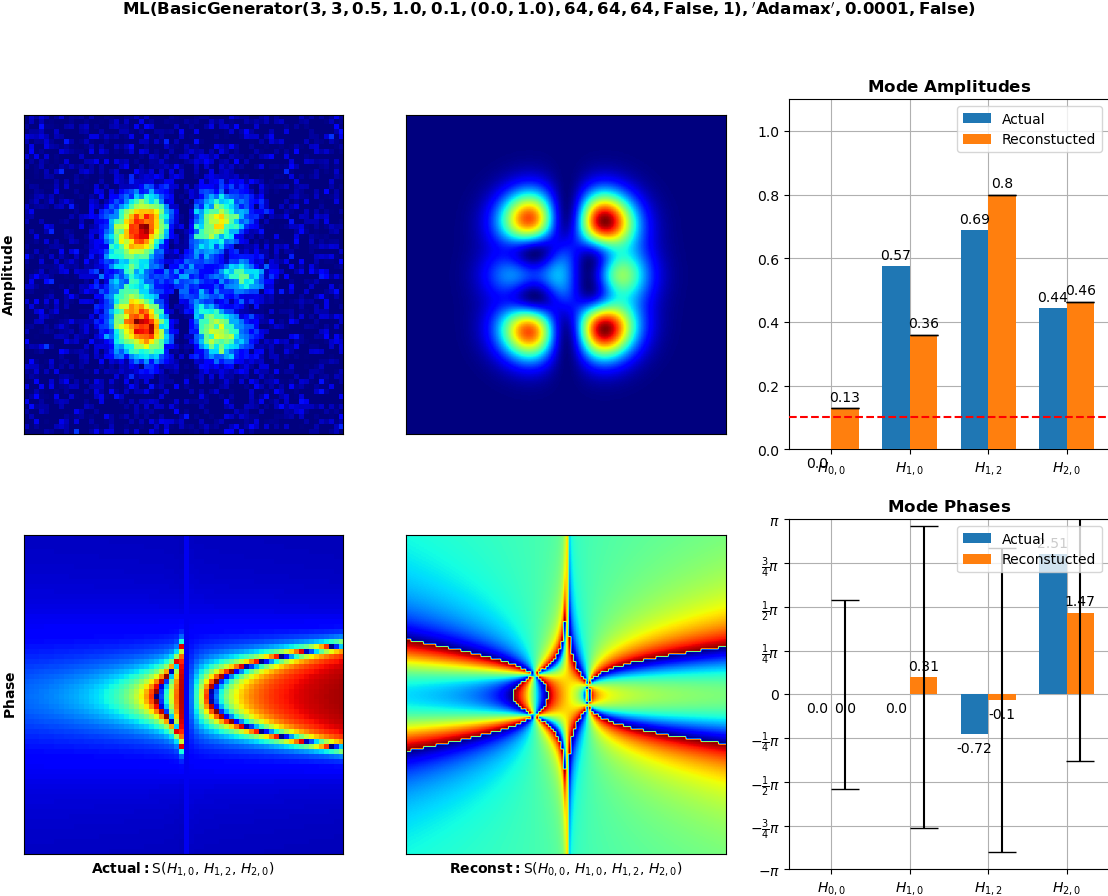 ML(BasicGenerator(3, 3, 0.5, 1.0, 0.1, (0.0, 1.0), 64, 64, 64, False, 1), ′Adamax′, 0.0001, False)
Mode Amplitudes
Actual
Reconstucted
1.0
0.8
0.6
0.4
0.2
0.0
0.0
0.13
0.57
0.36
0.69
0.8
0.44
0.46
H0,0
H1,0
H1,2
H2,0
Amplitude
Mode Phases
Actual
Reconstucted
π
3/4π
1/2π
1/4π
0
−1/4π
−1/2π
−3/4π
−π
0.0
0.0
0.0
0.31
-0.72
-0.1
2.51
1.47
H0,0
H1,0
H1,2
H2,0
Phase
Actual: S(H1,0, H1,2, H2,0)
Reconst: S(H0,0, H1,0, H1,2, H2,0)